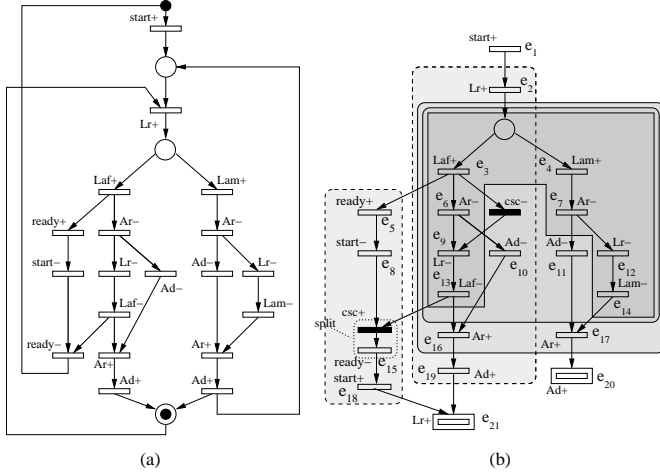 start+
Lr+
Laf+
Lam+
ready+
Ar−
Ar−
start−
Lr−
Ad−
Ad−
Lr−
Laf−
Lam−
ready−
Ar+
Ar+
Ad+
Ad+
(a)
start+
e1
Lr+
e2
Laf+
e3
e4
Lam+
ready+
e5
e6
Ar−
csc−
e7
Ar−
start−
e8
e9
Lr−
Ad−
e10
Ad−
e11
Lr−
e12
e13
Laf−
Lam−
e14
split
csc+
e16
Ar+
Ar+
e17
ready−
e15
start+
e18
e19
Ad+
Ad+
e20
Lr+
e21
(b)